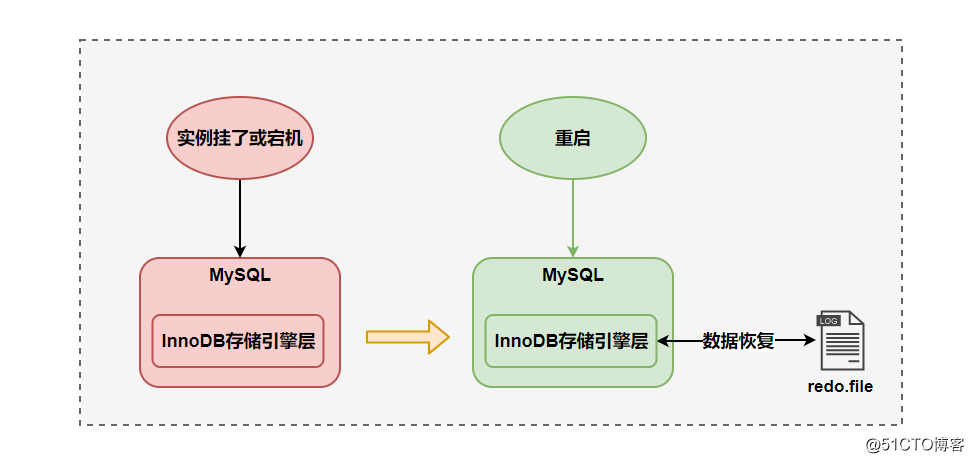 实例挂了或宕机
重启
MySQL
MySQL
InnoDB存储引擎层
InnoDB存储引擎层
数据恢复
LOG
redo.file
@51CTO博客